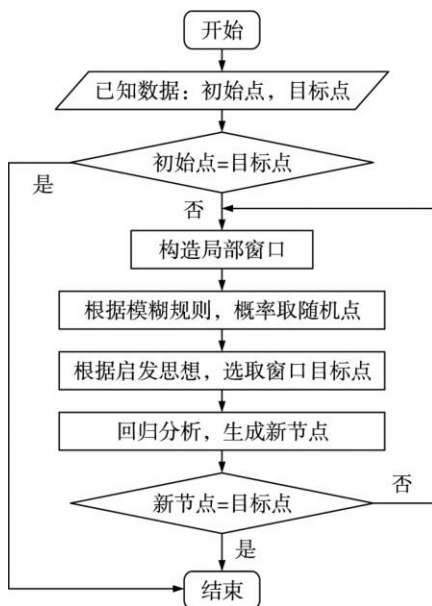 开始
已知数据：初始点，目标点
初始点=目标点
是
否
构造局部窗口
根据模糊规则，概率取随机点
根据启发思想，选取窗口目标点
回归分析，生成新节点
新节点=目标点
否
是
结束